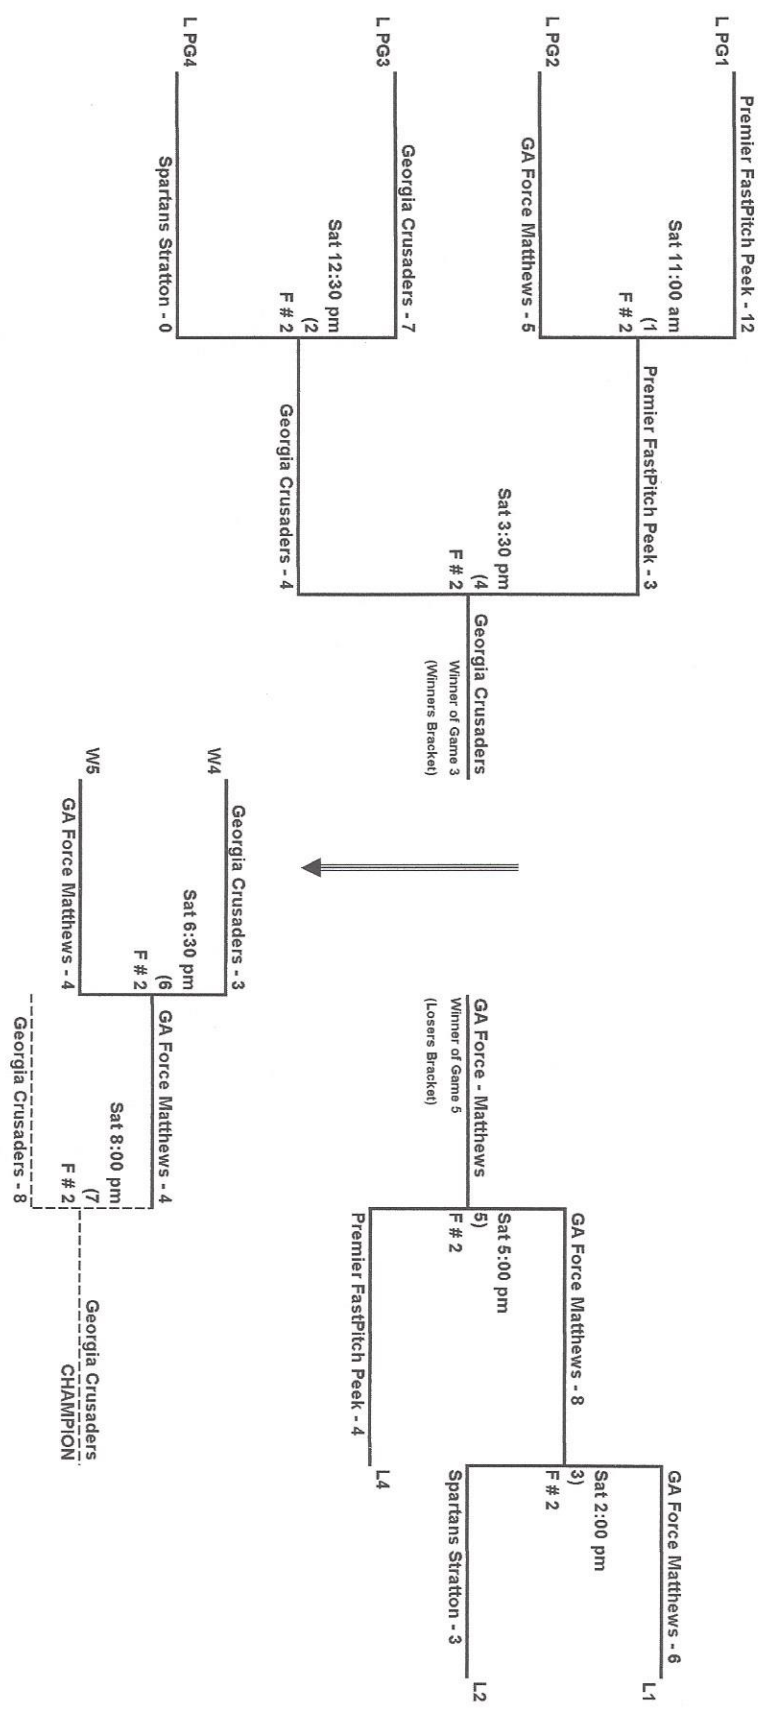 Premier FastPitch Peek - 12
L PG1
Sat 11:00 am
(1
F # 2
L PG2
GA Force Matthews - 5
Premier FastPitch Peek - 3
Georgia Crusaders - 7
L PG3
Sat 12:30 pm
(2
F # 2
L PG4
Spartans Stratton - 0
Georgia Crusaders - 4
Sat 3:30 pm
(4
F # 2
Georgia Crusaders
Winner of Game 3
(Winners Bracket)
GA Force - Matthews
Winner of Game 5
(Losers Bracket)
GA Force Matthews - 8
Sat 5:00 pm
5)
F # 2
Premier FastPitch Peek - 4
L4
GA Force Matthews - 6
L1
Sat 2:00 pm
3)
F # 2
Spartans Stratton - 3
L2
W4
Georgia Crusaders - 3
Sat 6:30 pm
(6
F # 2
W5
GA Force Matthews - 4
GA Force Matthews - 4
Sat 8:00 pm
(7
F # 2
Georgia Crusaders - 8
Georgia Crusaders
CHAMPION